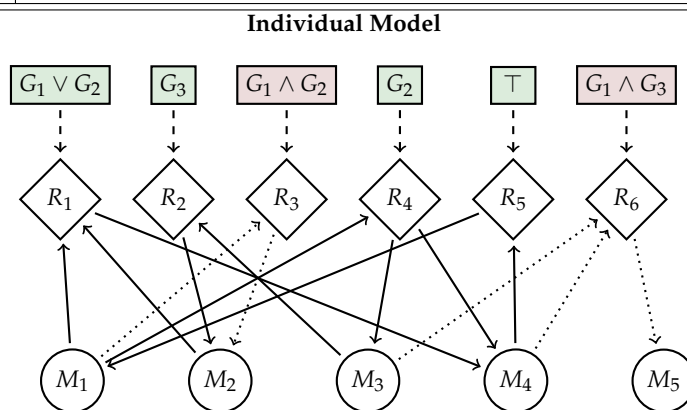 Individual Model
G₁ ∨ G₂ G₃ G₁ ∧ G₂ G₂ ⊤ G₁ ∧ G₃
R₁ R₂ R₃ R₄ R₅ R₆
M₁ M₂ M₃ M₄ M₅